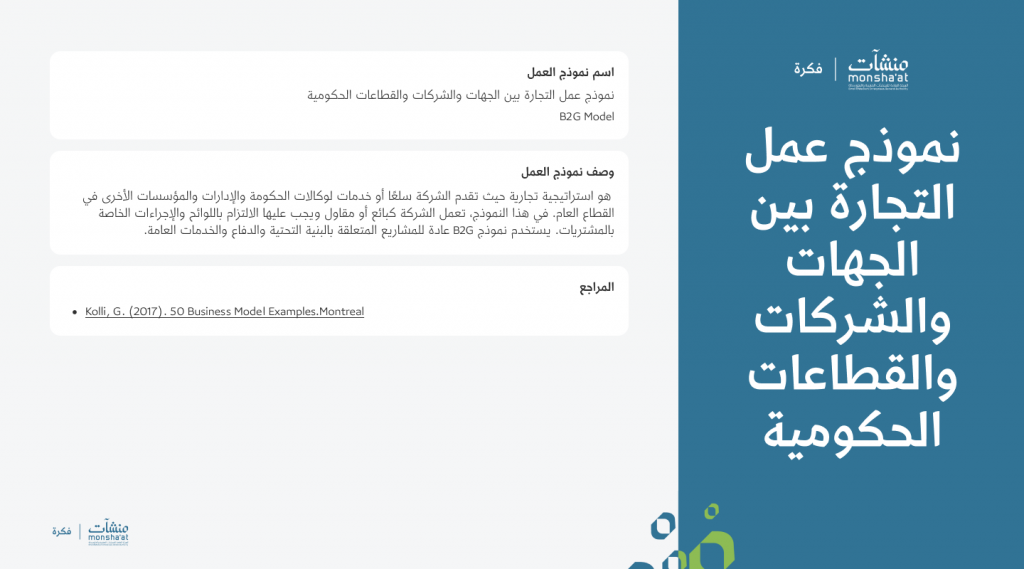 منشآت
monsha'at
فكرة
نموذج عمل
التجارة بين
الجهات
والشركات
والقطاعات
الحكومية
اسم نموذج العمل
نموذج عمل التجارة بين الجهات والشركات والقطاعات الحكومية
B2G Model
وصف نموذج العمل
هو استراتيجية تجارية حيث تقدم الشركة سلعًا أو خدمات لوكالات الحكومة والإدارات والمؤسسات الأخرى في
القطاع العام. في هذا النموذج، تعمل الشركة كبائع أو مقاول ويجب عليها الالتزام باللوائح والإجراءات الخاصة
بالمشتريات. يستخدم نموذج B2G عادة للمشاريع المتعلقة بالبنية التحتية والدفاع والخدمات العامة.
المراجع
• Kolli, G. (2017). 50 Business Model Examples.Montreal
منشآت
monsha'at
فكرة